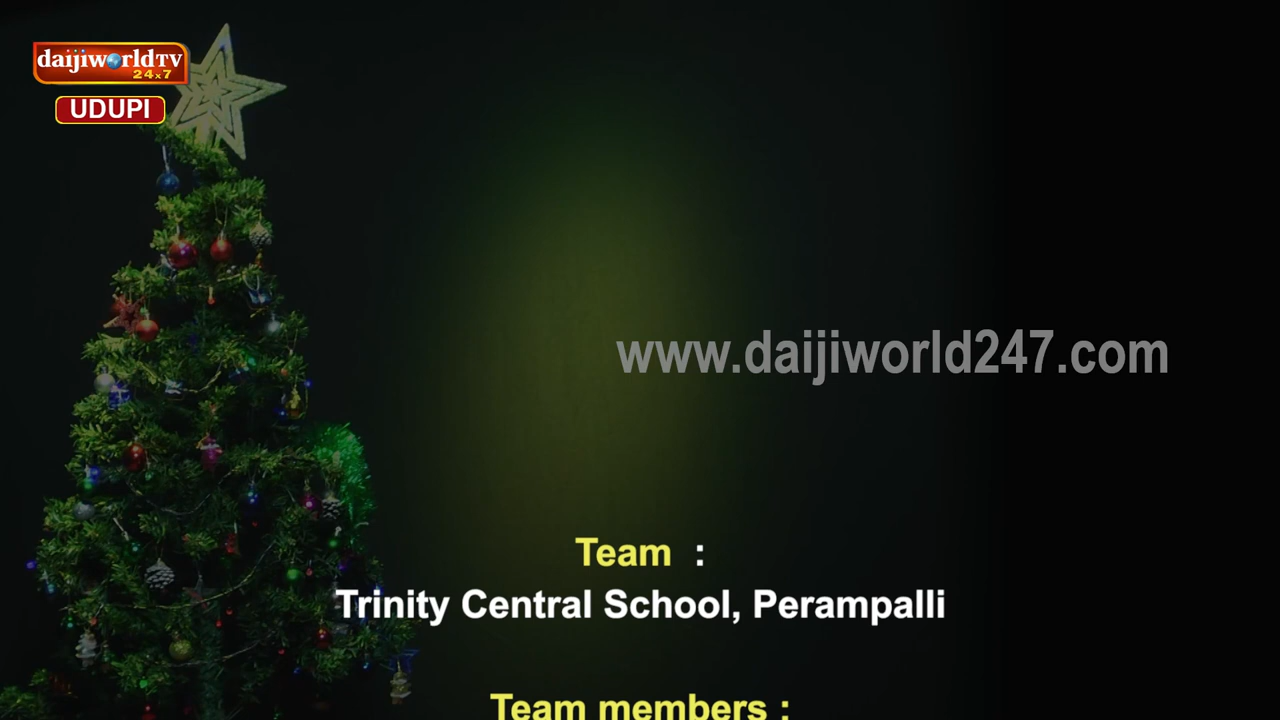 daijiworldTV
24x7
UDUPI
www.daijiworld247.com
Team :
Trinity Central School, Perampalli
Team members :